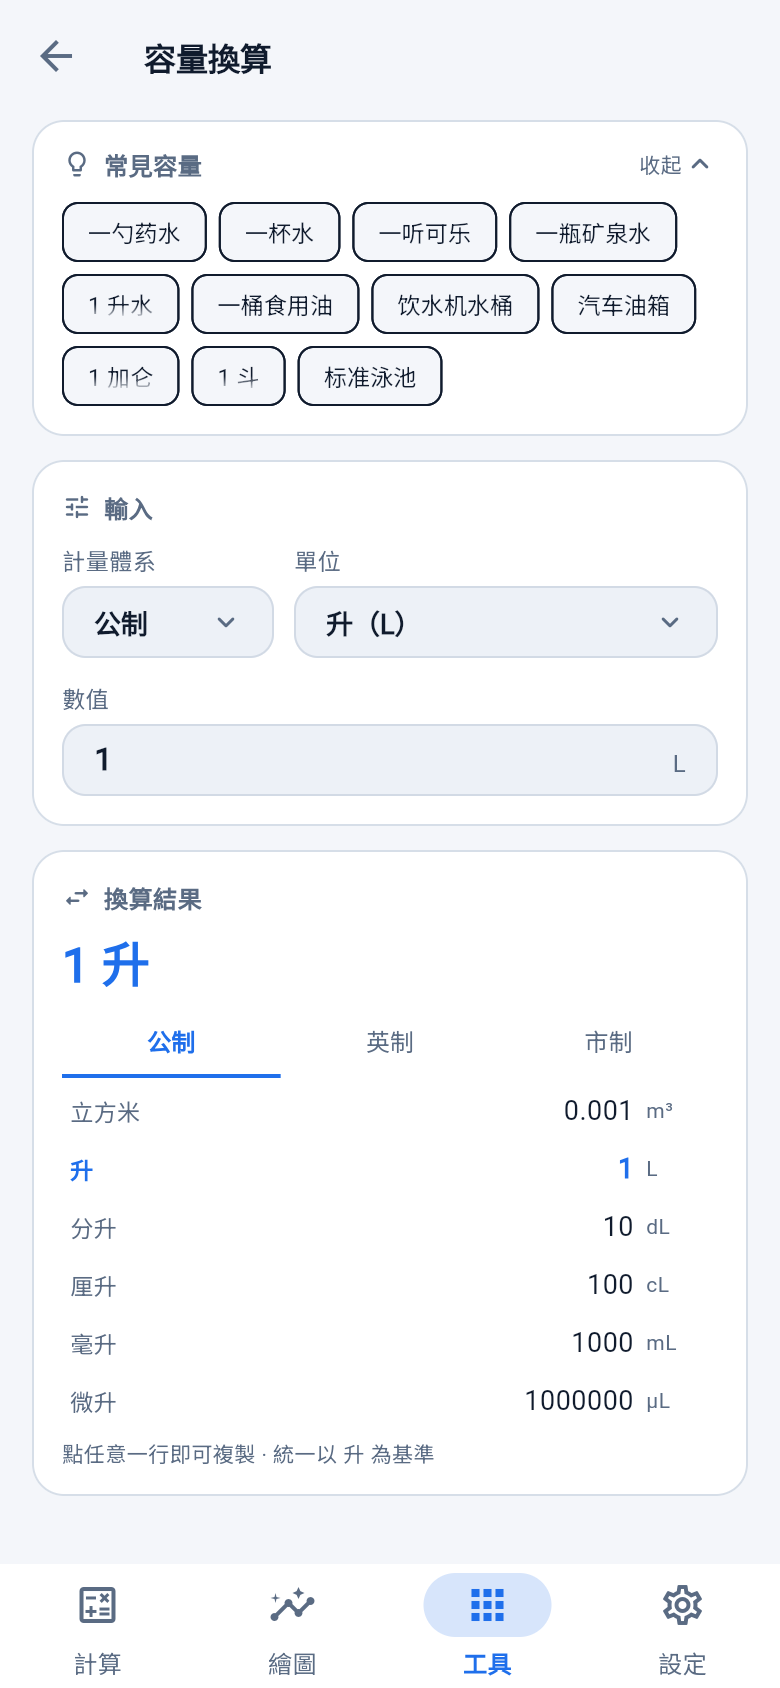 容量換算
常見容量
收起
一勺药水 一杯水 一听可乐 一瓶矿泉水
1 升水 一桶食用油 饮水机水桶 汽车油箱
1 加仑 1 斗 标准泳池
輸入
計量體系 單位
公制 升（L）
數值
1 L
換算結果
1 升
公制 英制 市制
立方米 0.001 m³
升 1 L
分升 10 dL
厘升 100 cL
毫升 1000 mL
微升 1000000 µL
點任意一行即可複製 · 統一以 升 為基準
計算 繪圖 工具 設定